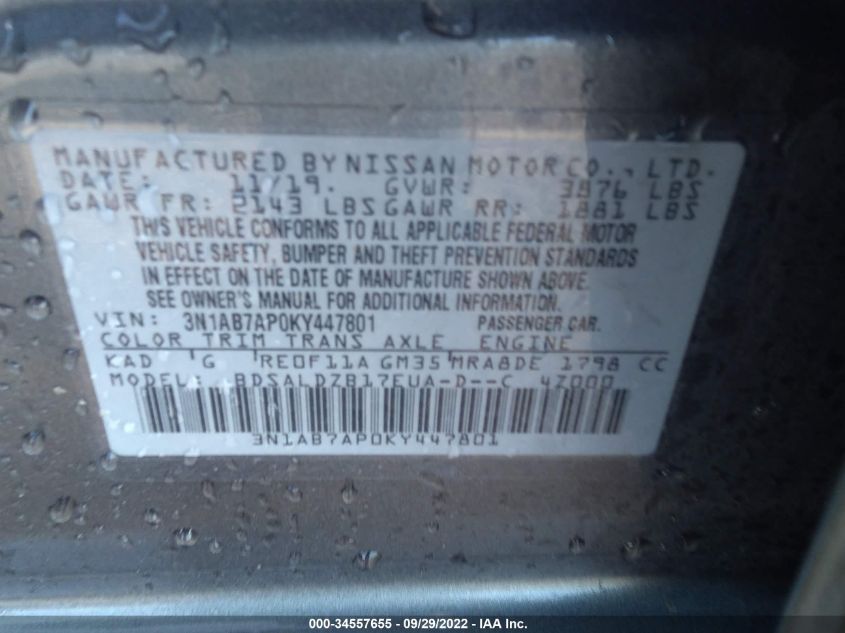 MANUFACTURED BY NISSAN MOTOR CO., LTD.
DATE: 11/19. GVWR: 3876 LBS
GAWR FR: 2143 LBS GAWR RR: 1881 LBS
THIS VEHICLE CONFORMS TO ALL APPLICABLE FEDERAL MOTOR
VEHICLE SAFETY, BUMPER AND THEFT PREVENTION STANDARDS
IN EFFECT ON THE DATE OF MANUFACTURE SHOWN ABOVE.
SEE OWNER'S MANUAL FOR ADDITIONAL INFORMATION.
VIN: 3N1AB7AP0KY447801 PASSENGER CAR.
COLOR TRIM TRANS AXLE ENGINE
KAD G RE0F11A GM35 MRA8DE 1798 CC
MODEL: BDSALDZB17EUA-D--C 4Z000
3N1AB7AP0KY447801
000-34557655 - 09/29/2022 - IAA Inc.